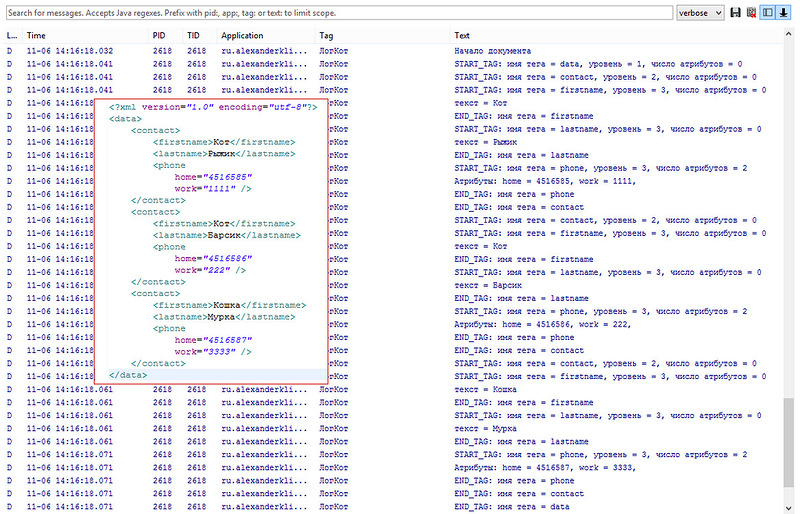 Search for messages. Accepts Java regexes. Prefix with pid:, app:, tag: or text: to limit scope.
verbose
L... Time PID TID Application Tag Text
D 11-06 14:16:18.032 2618 2618 ru.alexanderkli... ЛогКот Начало документа
D 11-06 14:16:18.041 2618 2618 ru.alexanderkli... ЛогКот START_TAG: имя тега = data, уровень = 1, число атрибутов = 0
D 11-06 14:16:18.041 2618 2618 ru.alexanderkli... ЛогКот START_TAG: имя тега = contact, уровень = 2, число атрибутов = 0
D 11-06 14:16:18.041 2618 2618 ru.alexanderkli... ЛогКот START_TAG: имя тега = firstname, уровень = 3, число атрибутов = 0
D 11-06 14:16:18 гКот текст = Кот
D 11-06 14:16:18 гКот END_TAG: имя тега = firstname
D 11-06 14:16:18 гКот START_TAG: имя тега = lastname, уровень = 3, число атрибутов = 0
D 11-06 14:16:18 гКот текст = Рыжик
D 11-06 14:16:18 гКот END_TAG: имя тега = lastname
D 11-06 14:16:18 гКот START_TAG: имя тега = phone, уровень = 3, число атрибутов = 2
D 11-06 14:16:18 гКот Атрибуты: home = 4516585, work = 1111,
D 11-06 14:16:18 гКот END_TAG: имя тега = phone
D 11-06 14:16:18 гКот END_TAG: имя тега = contact
D 11-06 14:16:18 гКот START_TAG: имя тега = contact, уровень = 2, число атрибутов = 0
D 11-06 14:16:18 гКот START_TAG: имя тега = firstname, уровень = 3, число атрибутов = 0
D 11-06 14:16:18 гКот текст = Кот
D 11-06 14:16:18 гКот END_TAG: имя тега = firstname
D 11-06 14:16:18 гКот START_TAG: имя тега = lastname, уровень = 3, число атрибутов = 0
D 11-06 14:16:18 гКот текст = Барсик
D 11-06 14:16:18 гКот END_TAG: имя тега = lastname
D 11-06 14:16:18 гКот START_TAG: имя тега = phone, уровень = 3, число атрибутов = 2
D 11-06 14:16:18 гКот Атрибуты: home = 4516586, work = 222,
D 11-06 14:16:18 гКот END_TAG: имя тега = phone
D 11-06 14:16:18 гКот END_TAG: имя тега = contact
D 11-06 14:16:18 гКот START_TAG: имя тега = contact, уровень = 2, число атрибутов = 0
D 11-06 14:16:18 гКот START_TAG: имя тега = firstname, уровень = 3, число атрибутов = 0
D 11-06 14:16:18.061 2618 2618 ru.alexanderkli... ЛогКот текст = Кошка
D 11-06 14:16:18.061 2618 2618 ru.alexanderkli... ЛогКот END_TAG: имя тега = firstname
D 11-06 14:16:18.061 2618 2618 ru.alexanderkli... ЛогКот START_TAG: имя тега = lastname, уровень = 3, число атрибутов = 0
D 11-06 14:16:18.061 2618 2618 ru.alexanderkli... ЛогКот текст = Мурка
D 11-06 14:16:18.061 2618 2618 ru.alexanderkli... ЛогКот END_TAG: имя тега = lastname
D 11-06 14:16:18.071 2618 2618 ru.alexanderkli... ЛогКот START_TAG: имя тега = phone, уровень = 3, число атрибутов = 2
D 11-06 14:16:18.071 2618 2618 ru.alexanderkli... ЛогКот Атрибуты: home = 4516587, work = 3333,
D 11-06 14:16:18.071 2618 2618 ru.alexanderkli... ЛогКот END_TAG: имя тега = phone
D 11-06 14:16:18.071 2618 2618 ru.alexanderkli... ЛогКот END_TAG: имя тега = contact
D 11-06 14:16:18.071 2618 2618 ru.alexanderkli... ЛогКот END_TAG: имя тега = data
<?xml version="1.0" encoding="utf-8"?>
<data>
<contact>
<firstname>Кот</firstname>
<lastname>Рыжик</lastname>
<phone
home="4516585"
work="1111" />
</contact>
<contact>
<firstname>Кот</firstname>
<lastname>Барсик</lastname>
<phone
home="4516586"
work="222" />
</contact>
<contact>
<firstname>Кошка</firstname>
<lastname>Мурка</lastname>
<phone
home="4516587"
work="3333" />
</contact>
</data>